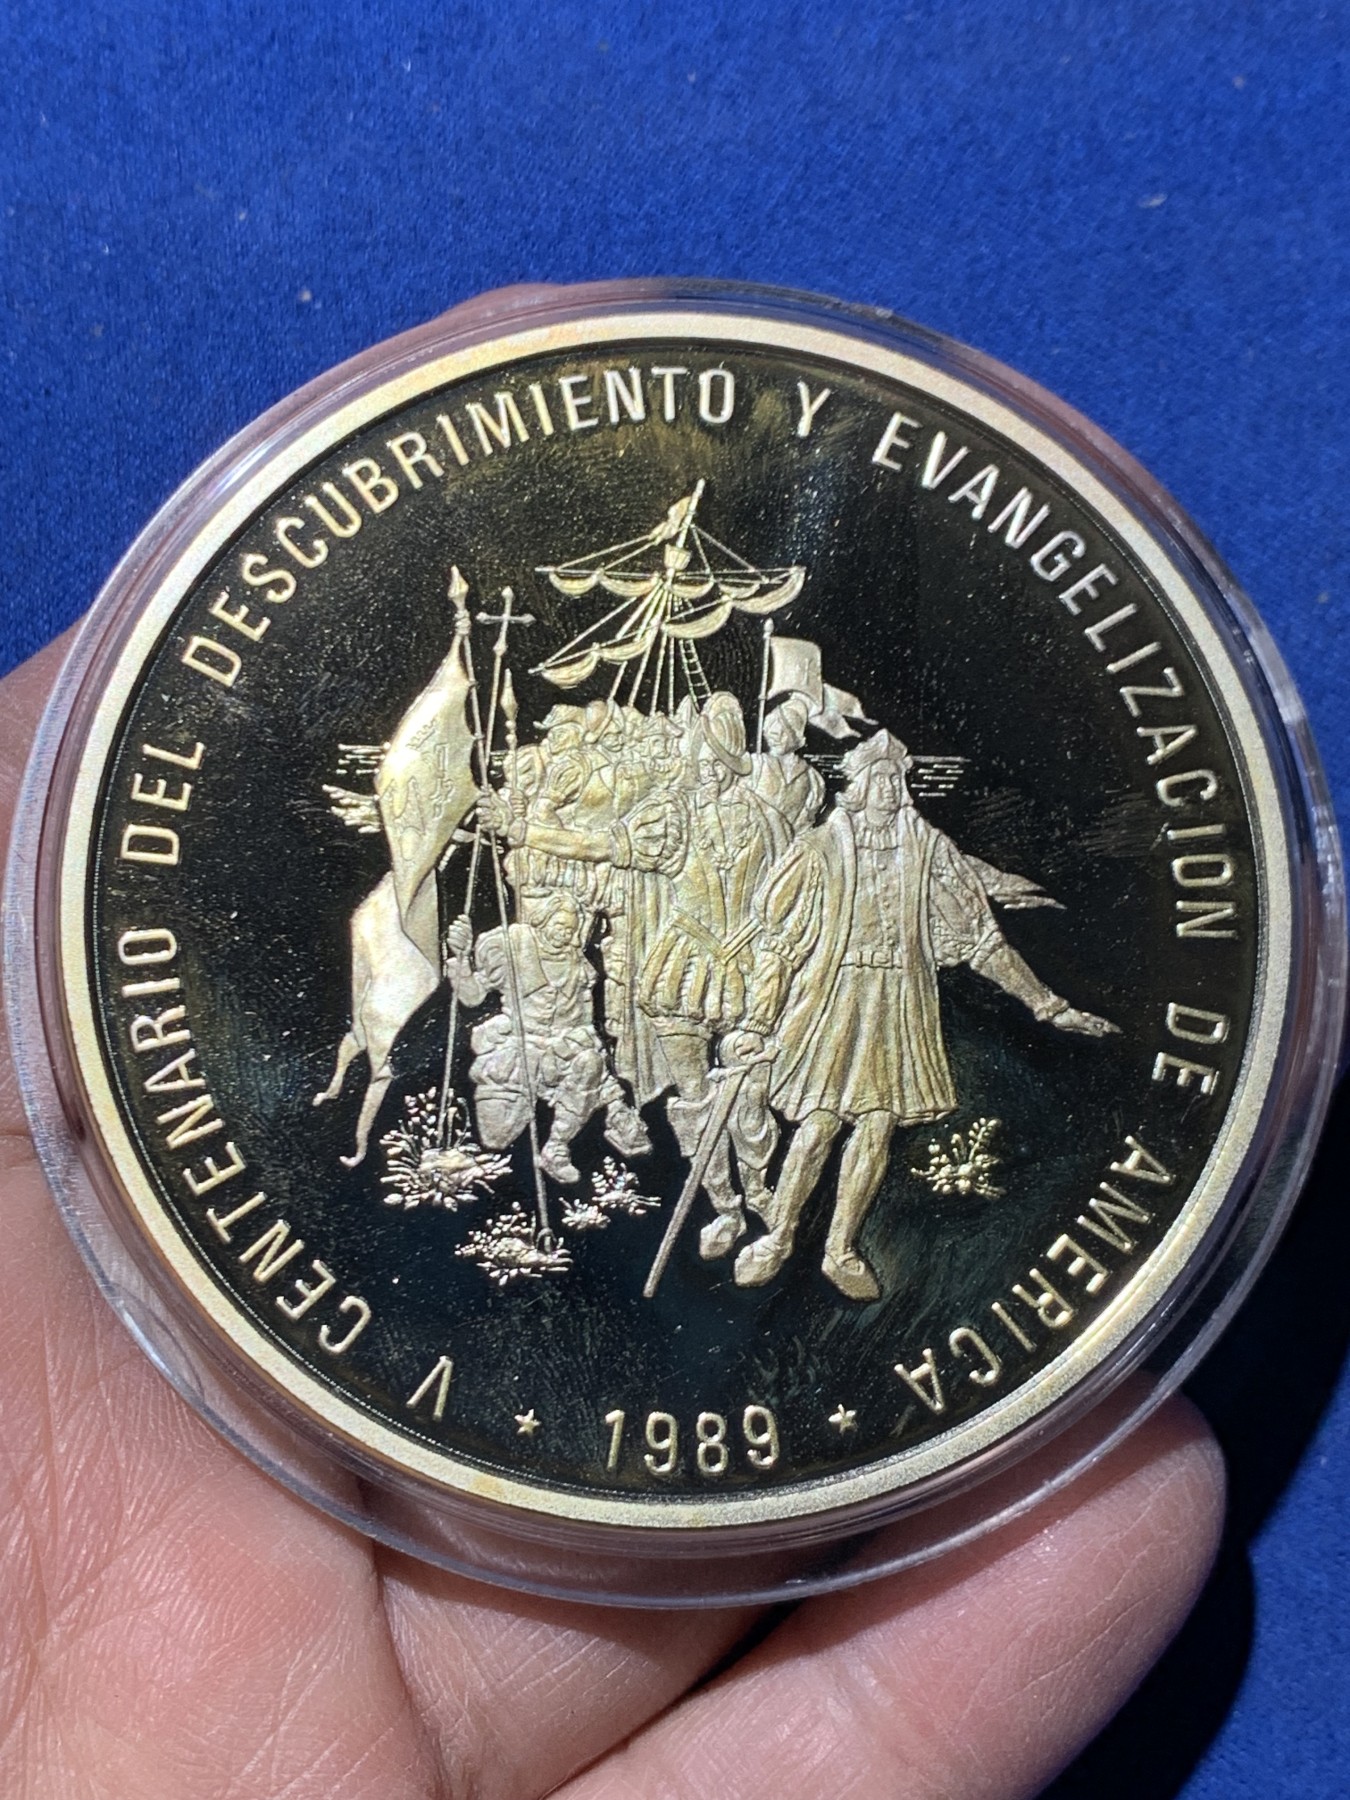 V CENTENARIO DEL DESCUBRIMIENTO Y EVANGELIZACION DE AMERICA
★ 1989 ★